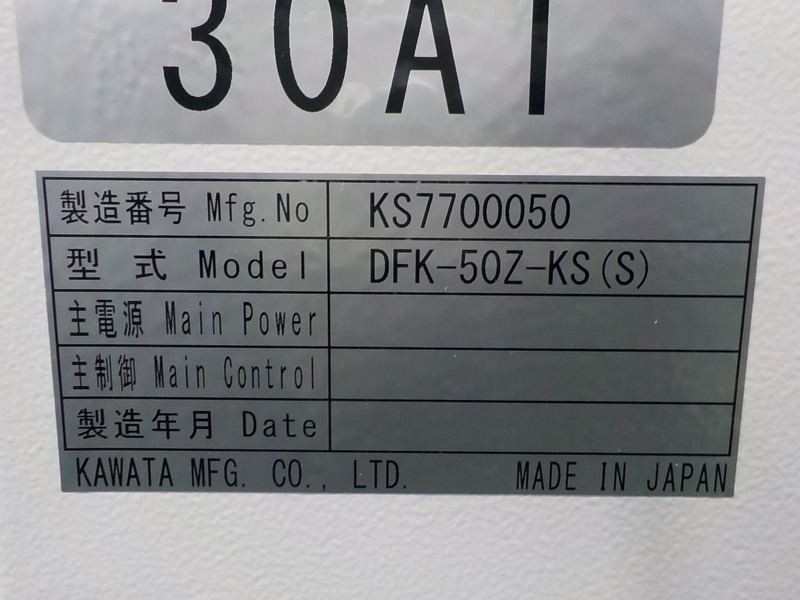 30A1
製造番号 Mfg.No KS7700050
型 式 Model DFK-50Z-KS(S)
主電源 Main Power
主制御 Main Control
製造年月 Date
KAWATA MFG. CO., LTD. MADE IN JAPAN